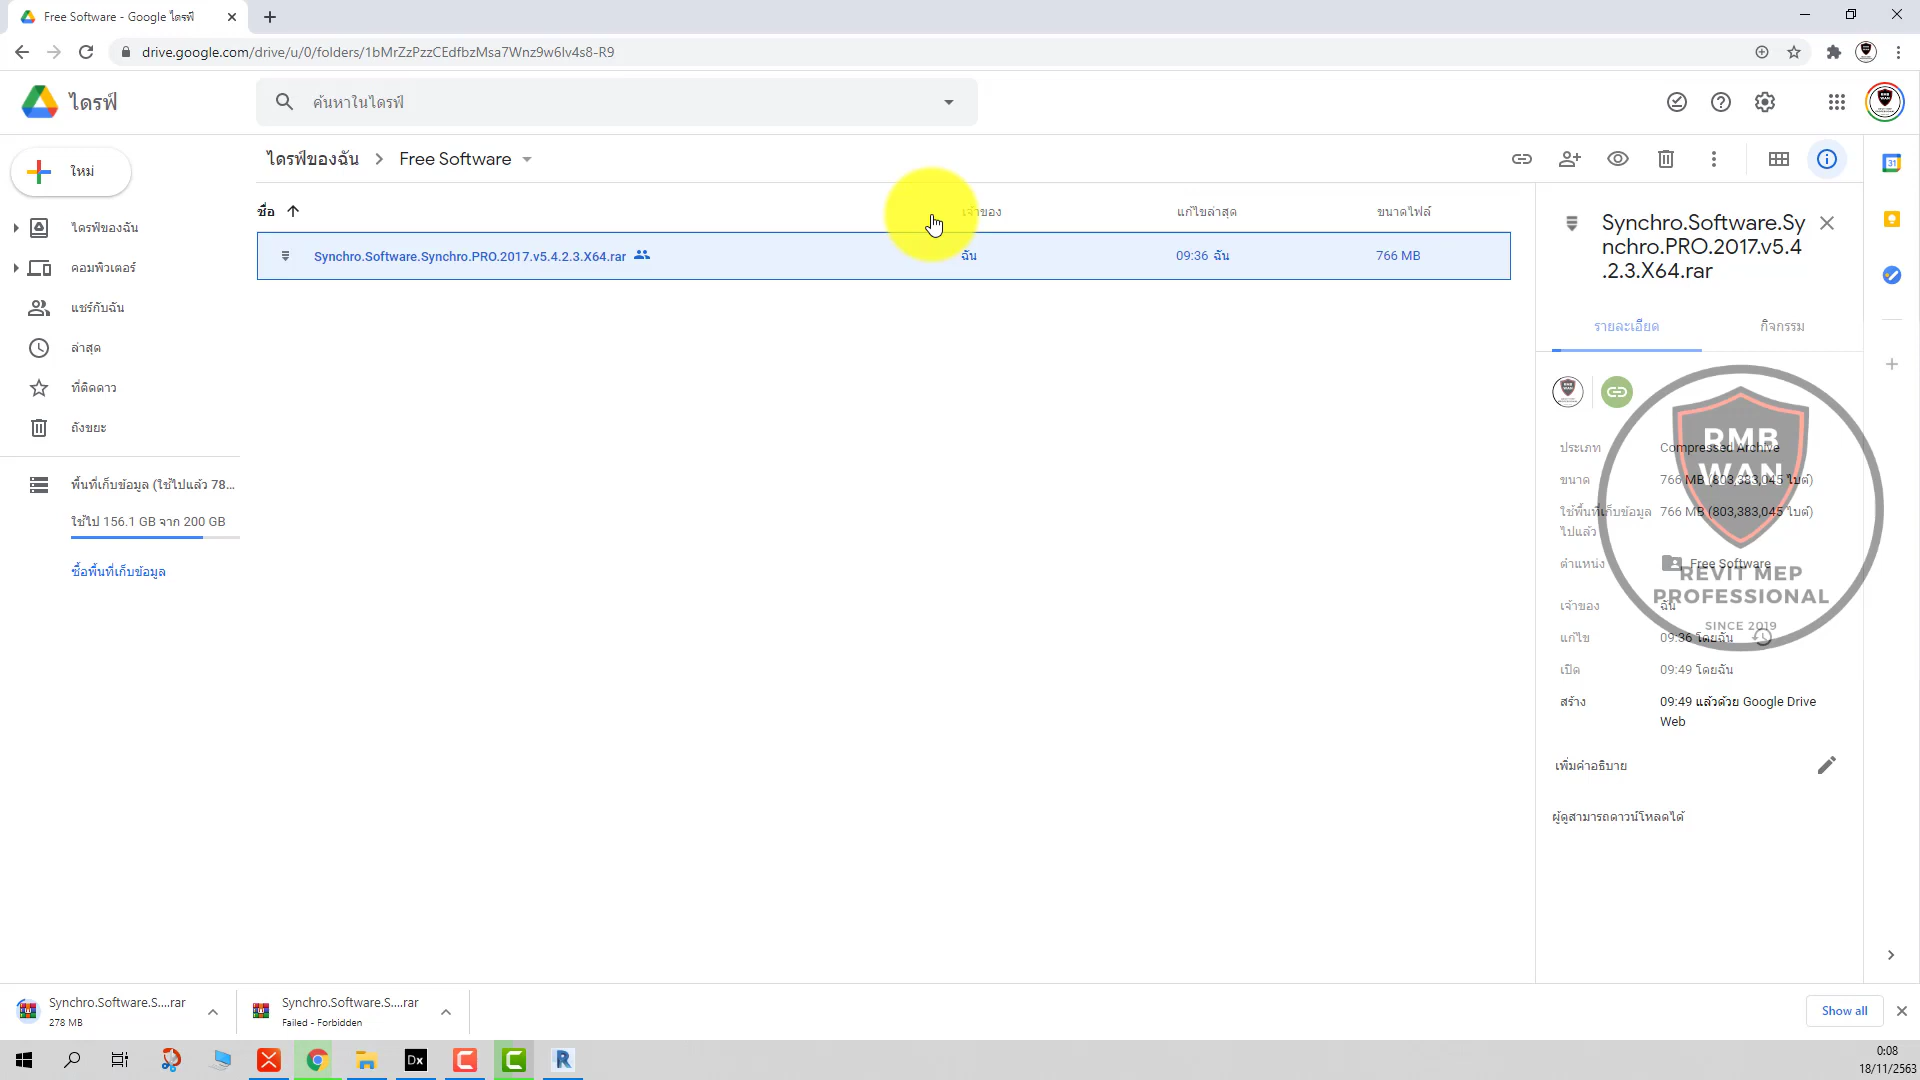 Free Software - Google ไดรฟ์
drive.google.com/drive/u/0/folders/1bMrZzPzzCEdfbzMsa7Wnz9w6lv4s8-R9
ไดรฟ์
ค้นหาในไดรฟ์
ใหม่
ไดรฟ์ของฉัน
Free Software
ชื่อ
เจ้าของ
แก้ไขล่าสุด
ขนาดไฟล์
Synchro.Software.Synchro.PRO.2017.v5.4.2.3.X64.rar
ฉัน
09:36 ฉัน
766 MB
ไดรฟ์ของฉัน
คอมพิวเตอร์
แชร์กับฉัน
ล่าสุด
ที่ติดดาว
ถังขยะ
พื้นที่เก็บข้อมูล (ใช้ไปแล้ว 78...
ใช้ไป 156.1 GB จาก 200 GB
ซื้อพื้นที่เก็บข้อมูล
Synchro.Software.Sy
nchro.PRO.2017.v5.4
.2.3.X64.rar
รายละเอียด
กิจกรรม
ประเภท
Compressed Archive
ขนาด
766 MB (803,383,045 ไบต์)
ใช้พื้นที่เก็บข้อมูล
ไปแล้ว
766 MB (803,383,045 ไบต์)
ตำแหน่ง
Free Software
เจ้าของ
ฉัน
แก้ไข
09:36 โดยฉัน
เปิด
09:49 โดยฉัน
สร้าง
09:49 แล้วด้วย Google Drive
Web
เพิ่มคำอธิบาย
ผู้ดูสามารถดาวน์โหลดได้
RMB
WAN
REVIT MEP
PROFESSIONAL
SINCE 2019
31
Synchro.Software.S....rar
278 MB
Synchro.Software.S....rar
Failed - Forbidden
Show all
Dx
C
C
R
0:08
18/11/2563